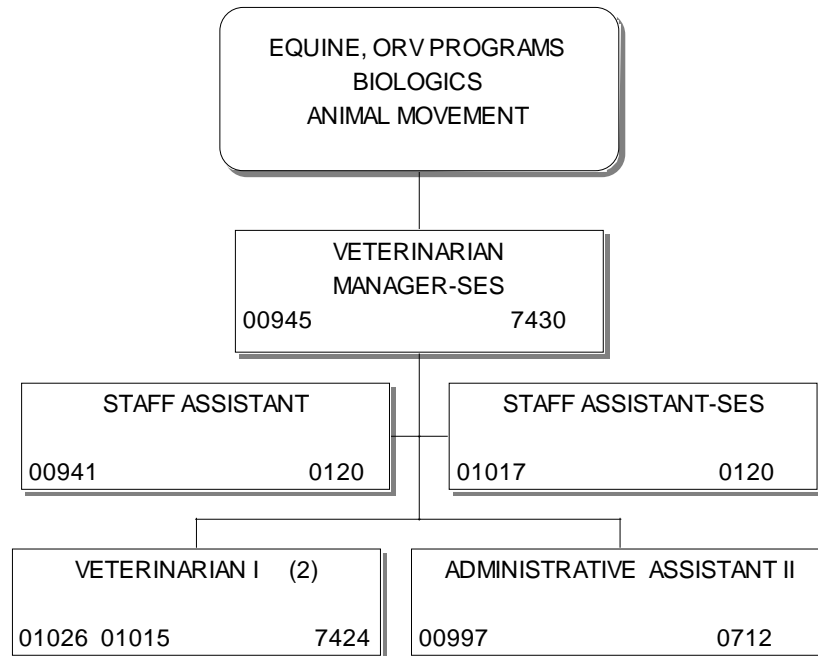 EQUINE, ORV PROGRAMS
BIOLOGICS
ANIMAL MOVEMENT
VETERINARIAN
MANAGER-SES
00945 7430
STAFF ASSISTANT
00941 0120
STAFF ASSISTANT-SES
01017 0120
VETERINARIAN I (2)
01026 01015 7424
ADMINISTRATIVE ASSISTANT II
00997 0712